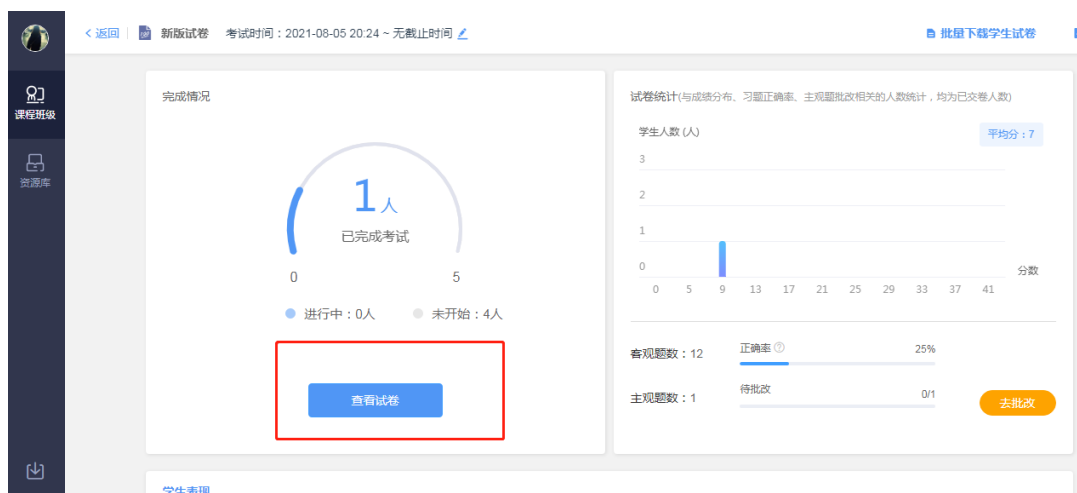 < 返回 新版试卷 考试时间：2021-08-05 20:24 ~ 无截止时间 批量下载学生试卷
课程班级
资源库
完成情况
1人
已完成考试
0 5
进行中：0人 未开始：4人
查看试卷
试卷统计(与成绩分布、习题正确率、主观题批改相关的人数统计，均为已交卷人数)
学生人数 (人) 平均分：7
3
2
1
0
分数
0 5 9 13 17 21 25 29 33 37 41
客观题数：12 正确率 ? 25%
主观题数：1 待批改 0/1 去批改
学生表现